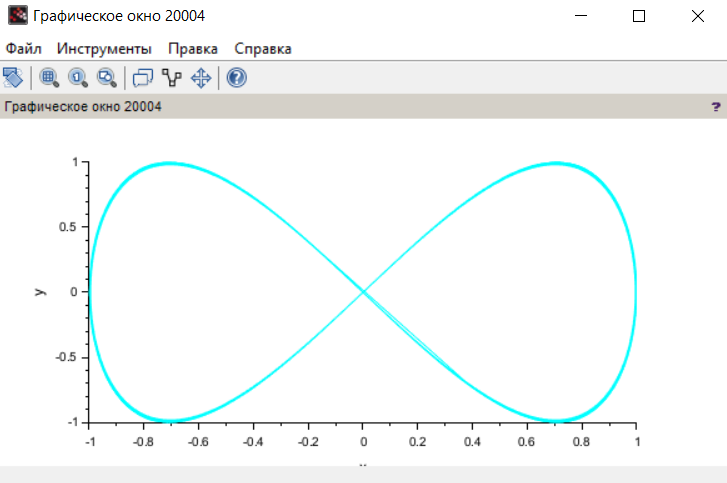 Графическое окно 20004
Файл Инструменты Правка Справка
Графическое окно 20004 ?
1
0.5
y
0
-0.5
-1
-1 -0.8 -0.6 -0.4 -0.2 0 0.2 0.4 0.6 0.8 1